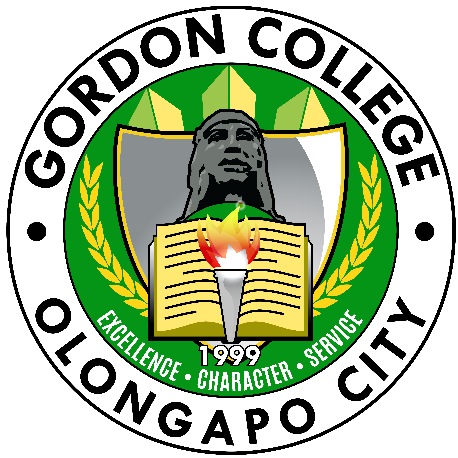 GORDON COLLEGE
1999
EXCELLENCE • CHARACTER • SERVICE
OLONGAPO CITY